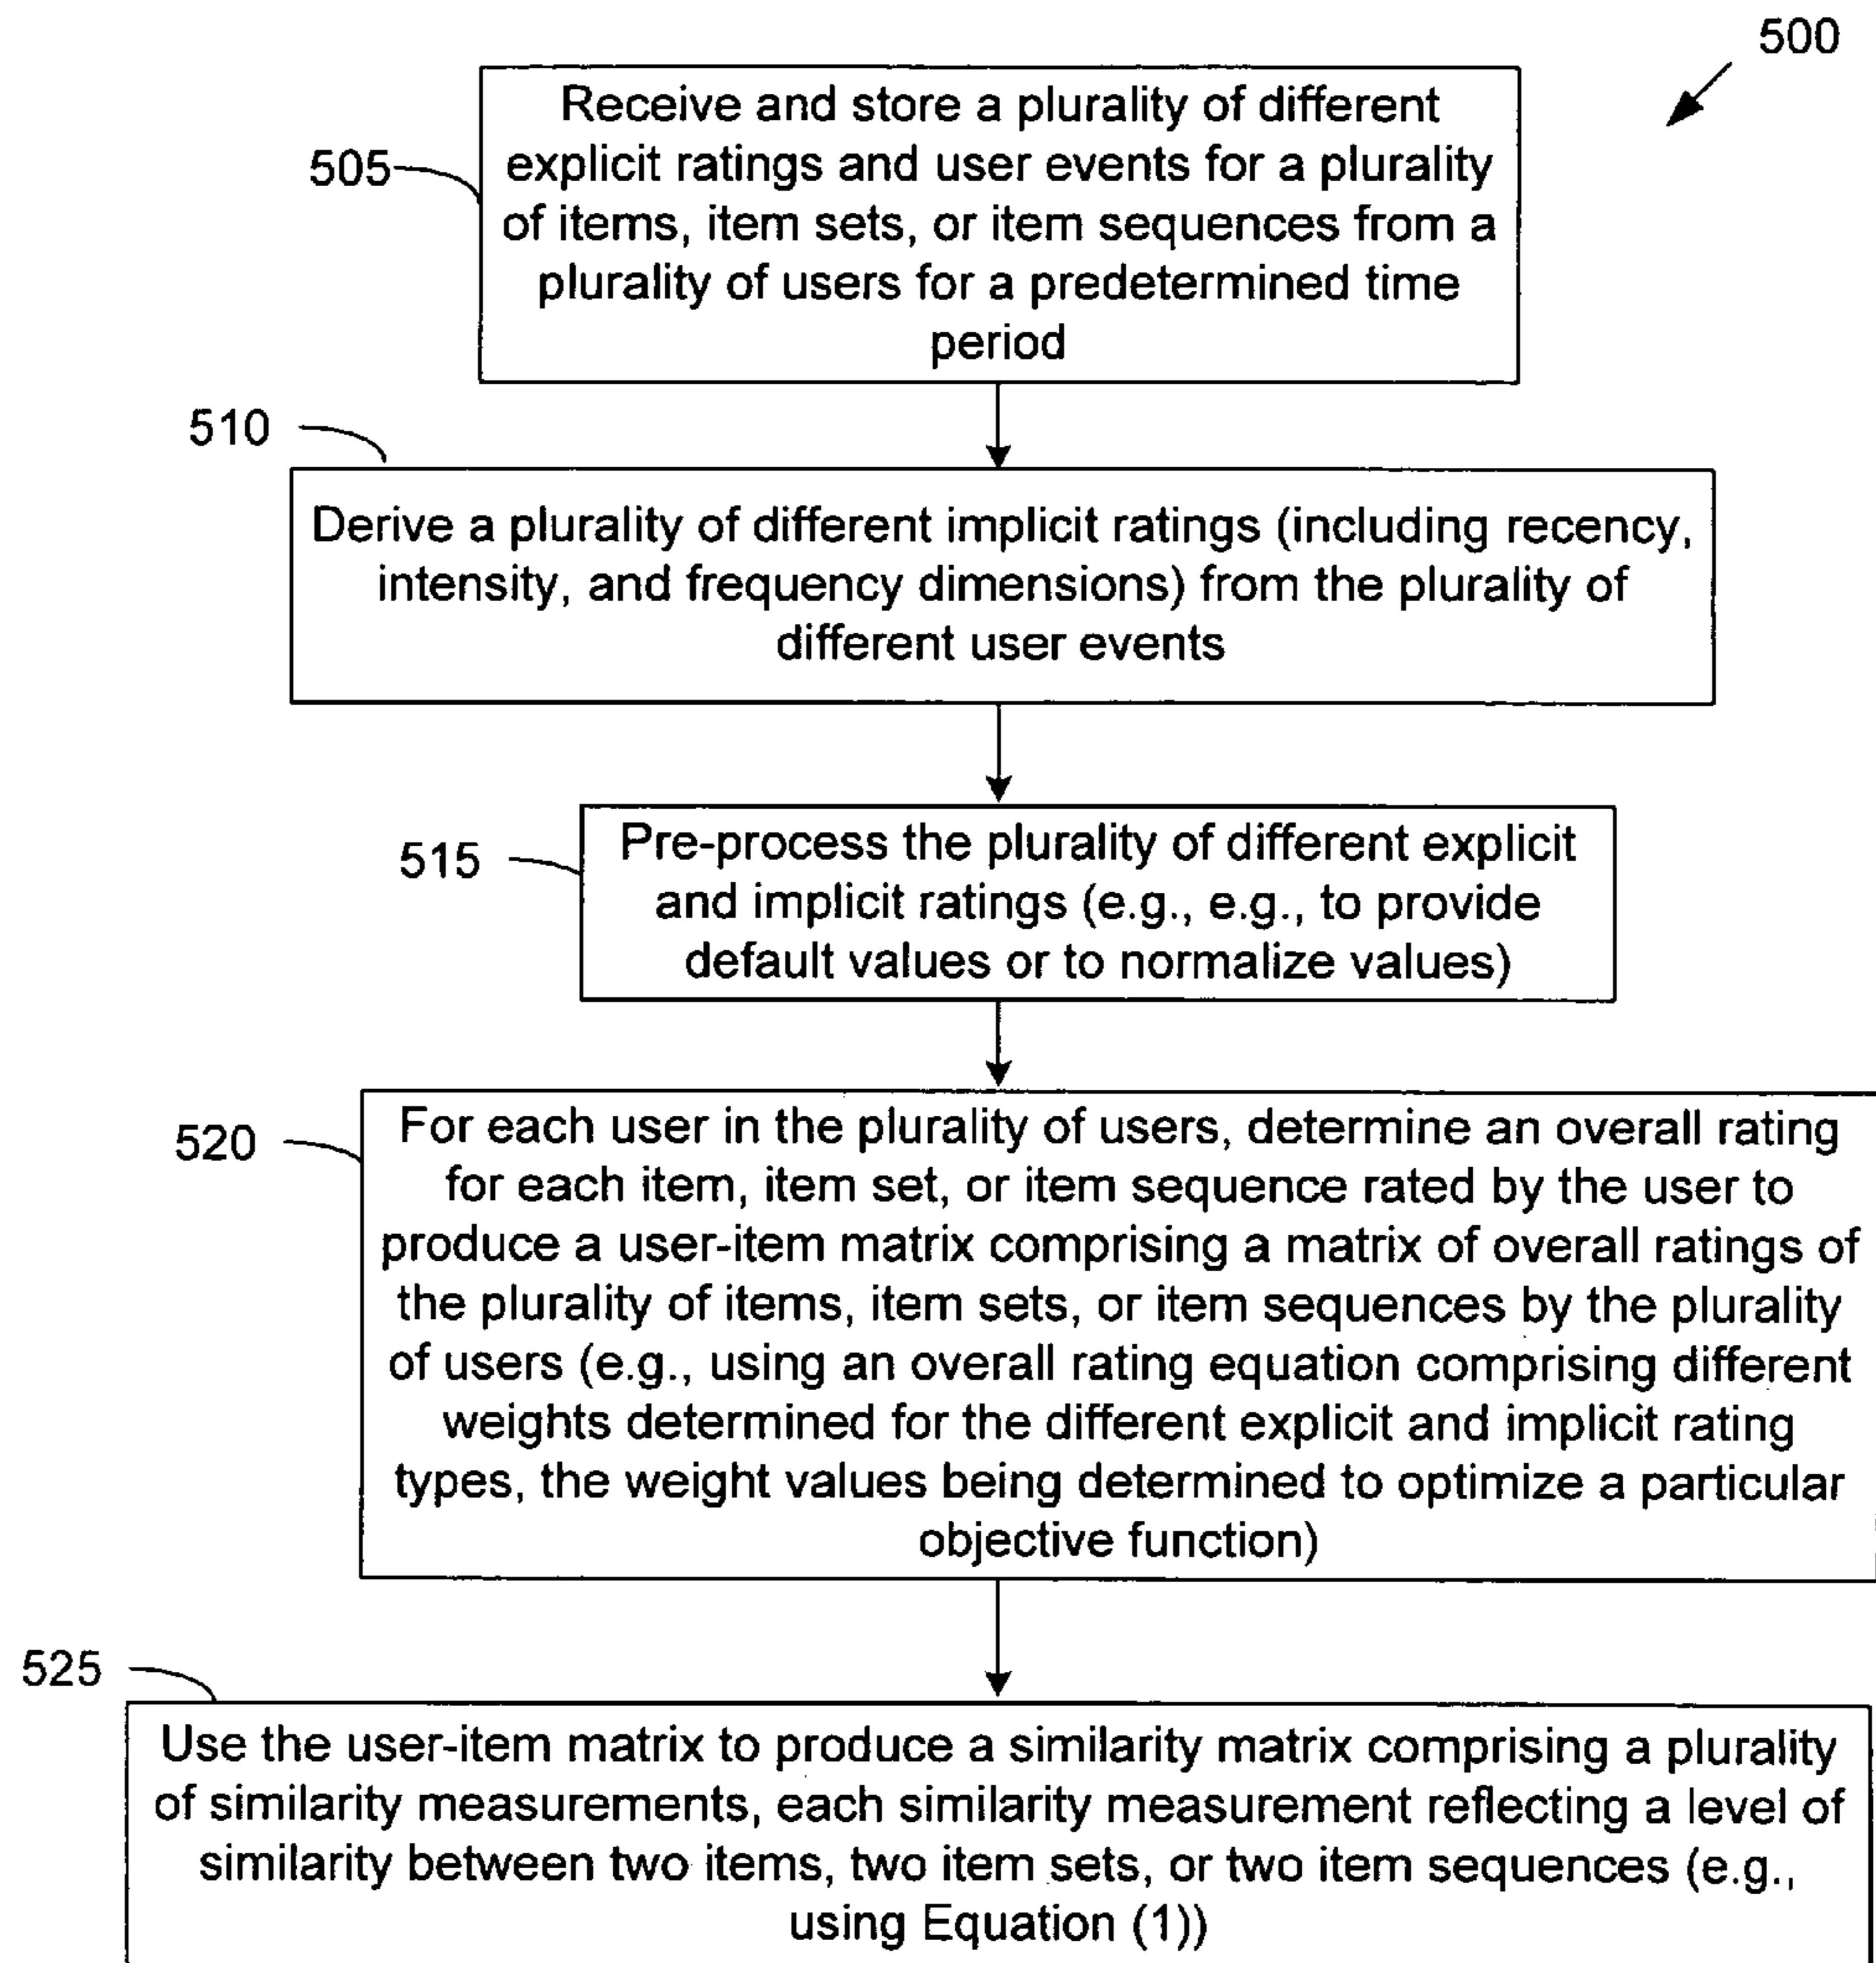 500
Receive and store a plurality of different
explicit ratings and user events for a plurality
of items, item sets, or item sequences from a
plurality of users for a predetermined time
period
505
510
Derive a plurality of different implicit ratings (including recency,
intensity, and frequency dimensions) from the plurality of
different user events
515
Pre-process the plurality of different explicit
and implicit ratings (e.g., e.g., to provide
default values or to normalize values)
520
For each user in the plurality of users, determine an overall rating
for each item, item set, or item sequence rated by the user to
produce a user-item matrix comprising a matrix of overall ratings of
the plurality of items, item sets, or item sequences by the plurality
of users (e.g., using an overall rating equation comprising different
weights determined for the different explicit and implicit rating
types, the weight values being determined to optimize a particular
objective function)
525
Use the user-item matrix to produce a similarity matrix comprising a plurality
of similarity measurements, each similarity measurement reflecting a level of
similarity between two items, two item sets, or two item sequences (e.g.,
using Equation (1))